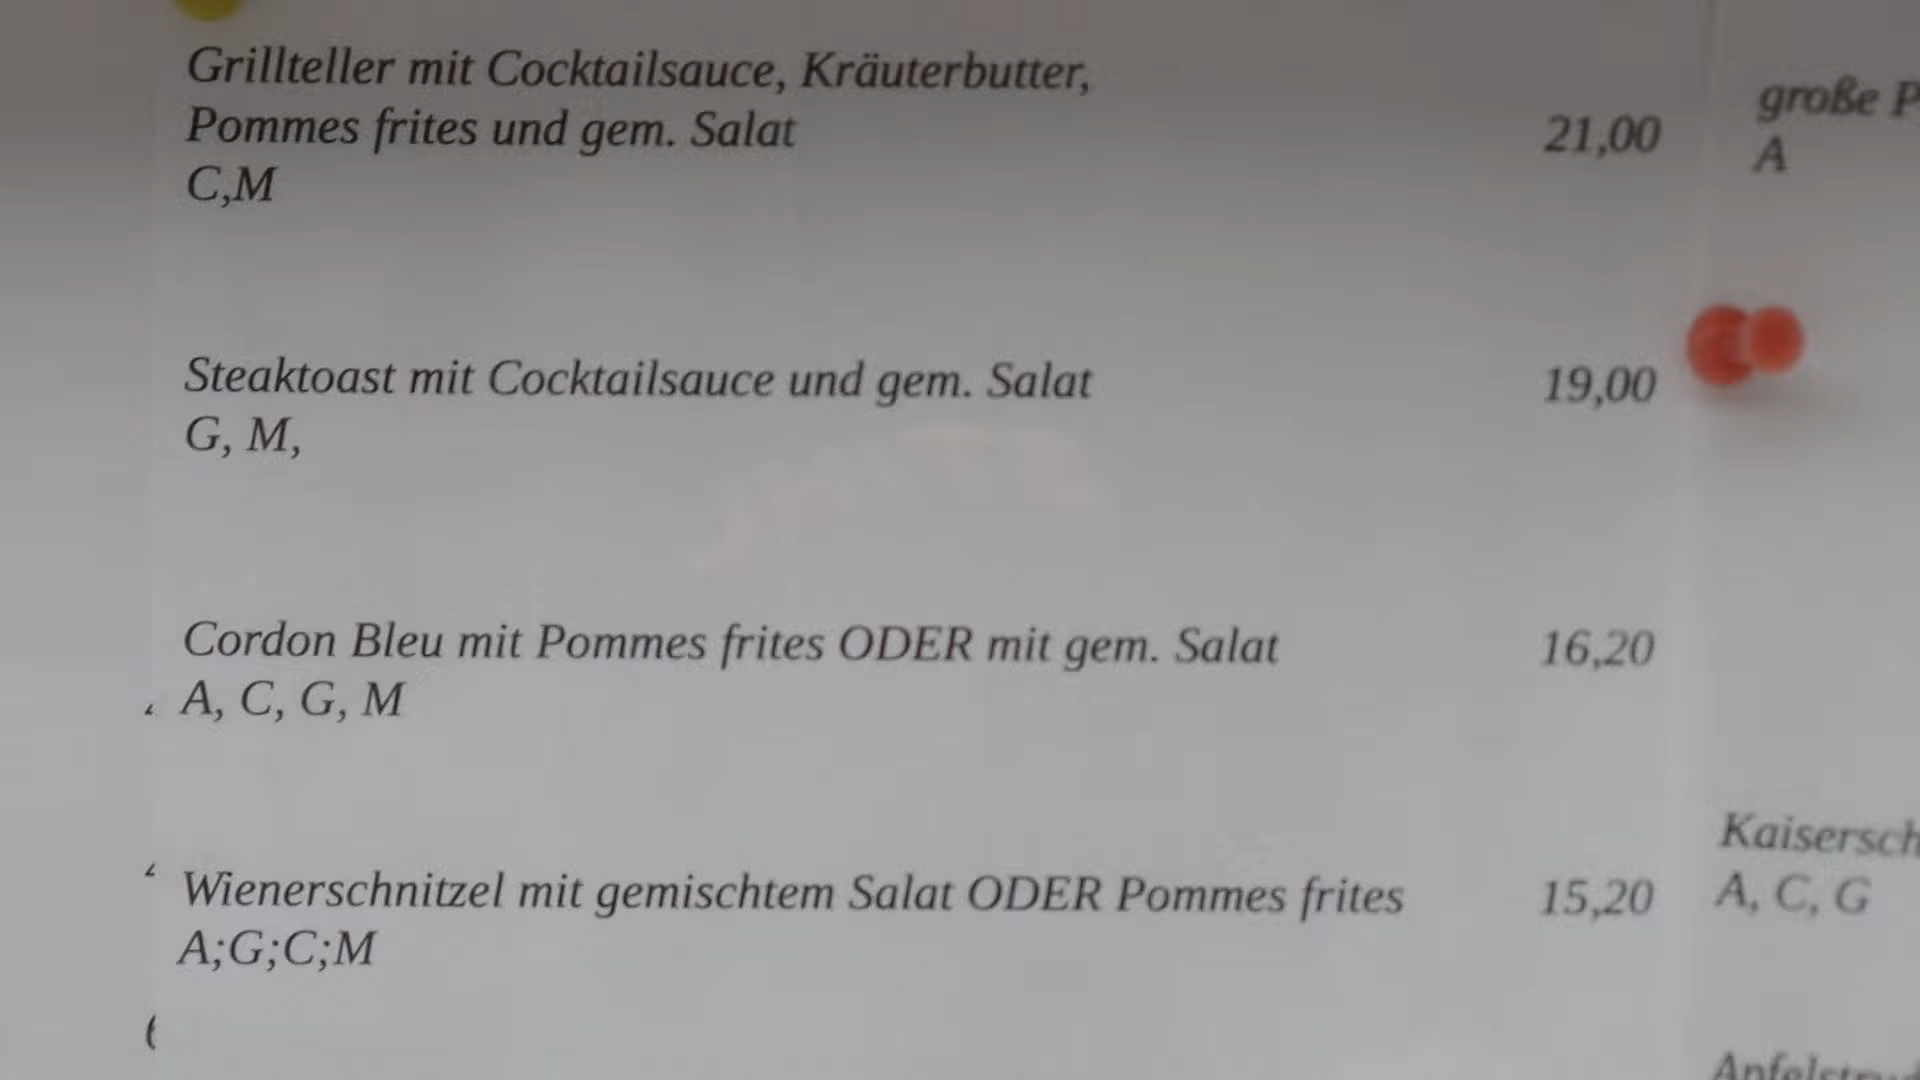 Grillteller mit Cocktailsauce, Kräuterbutter,
Pommes frites und gem. Salat 21,00
C,M
Steaktoast mit Cocktailsauce und gem. Salat 19,00
G, M,
Cordon Bleu mit Pommes frites ODER mit gem. Salat 16,20
A, C, G, M
Wienerschnitzel mit gemischtem Salat ODER Pommes frites 15,20
A;G;C;M
große P
A
Kaisersch
A, C, G